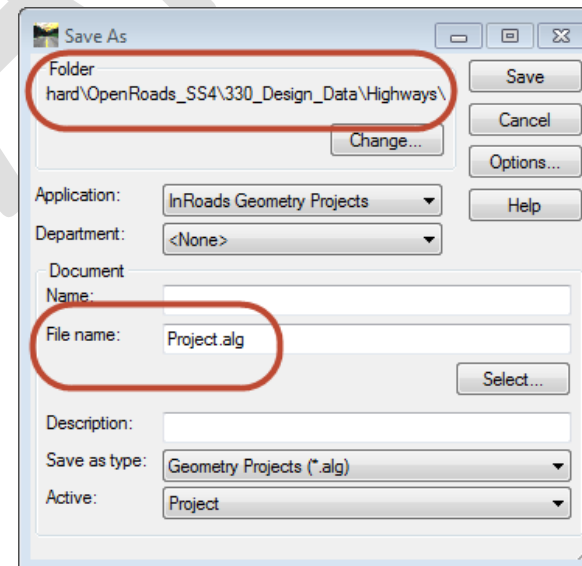 Save As
Folder
hard\OpenRoads_SS4\330_Design_Data\Highways\
Change...
Save
Cancel
Options...
Help
Application: InRoads Geometry Projects
Department: <None>
Document
Name:
File name: Project.alg
Select...
Description:
Save as type: Geometry Projects (*.alg)
Active: Project